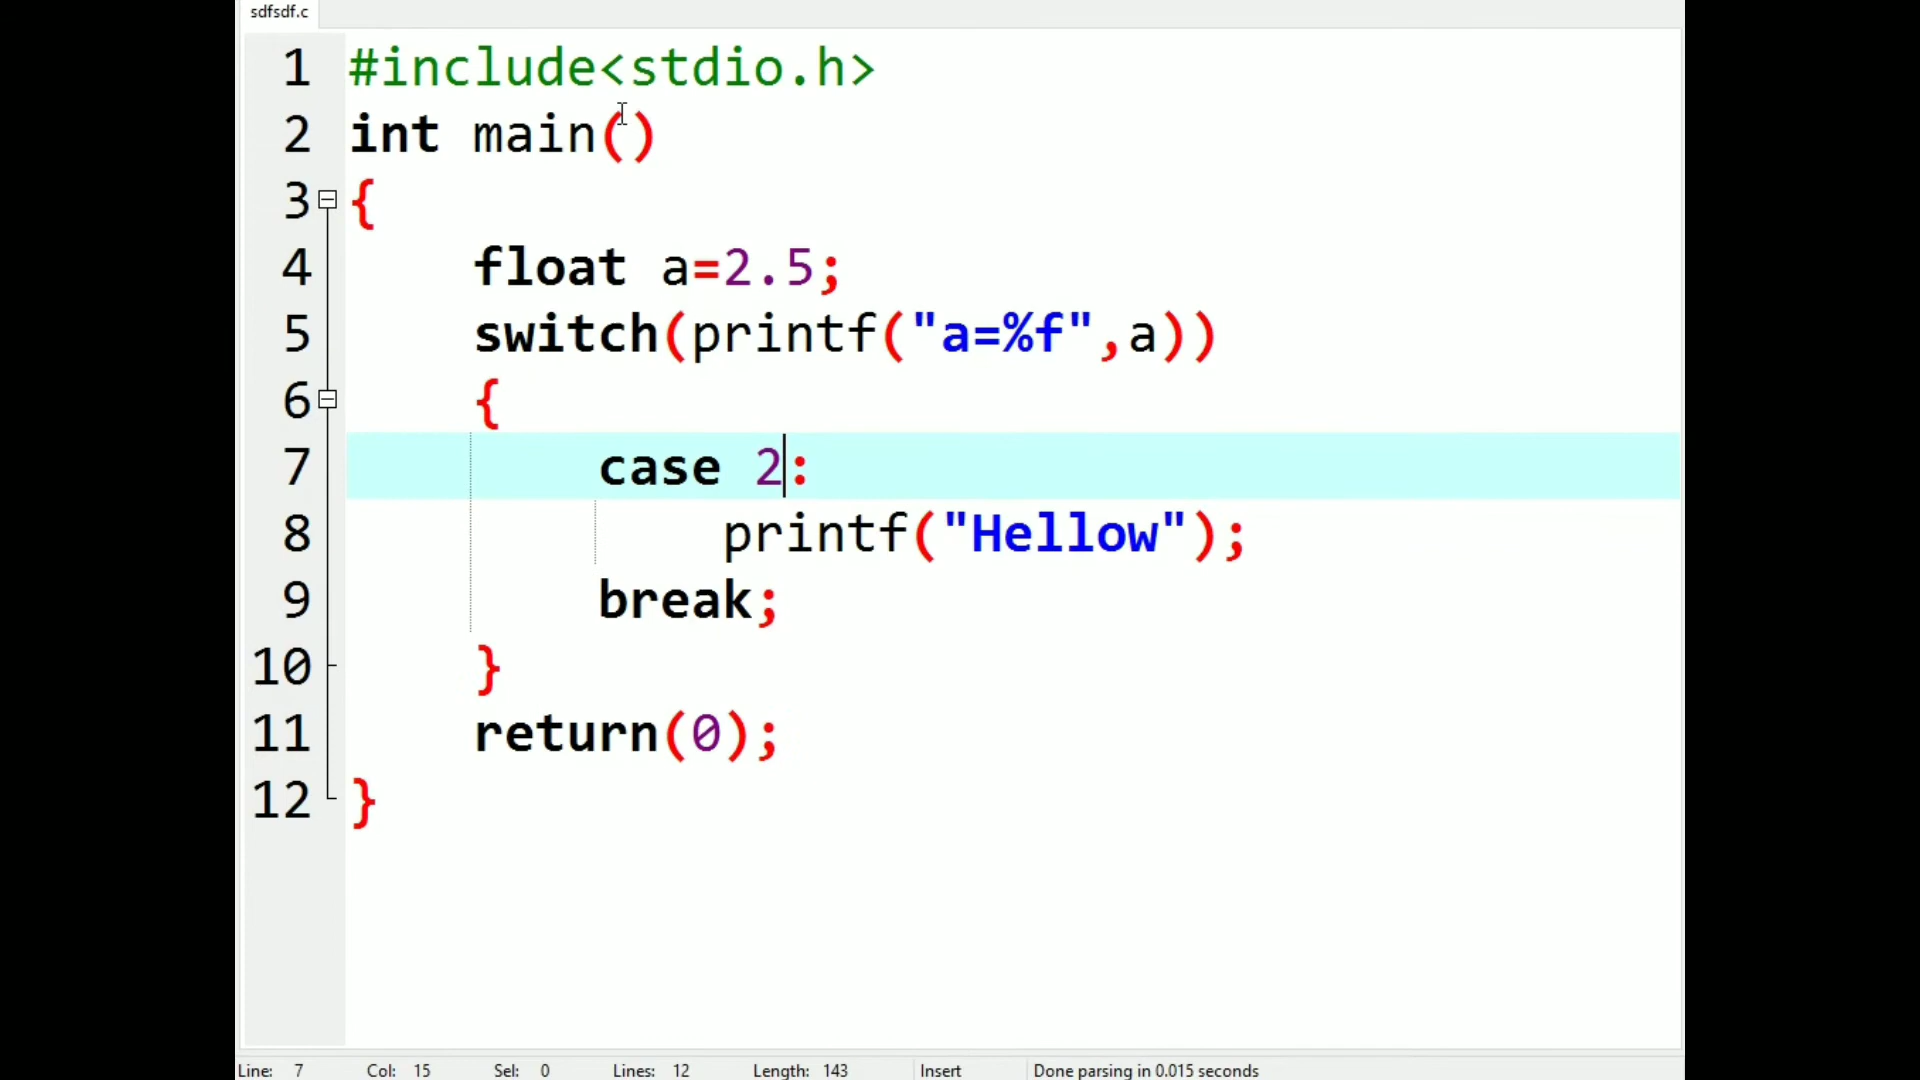 sdfsdf.c
1 #include<stdio.h>
2 int main()
3 {
4 float a=2.5;
5 switch(printf("a=%f",a))
6 {
7 case 2:
8 printf("Hellow");
9 break;
10 }
11 return(0);
12 }
Line: 7 Col: 15 Sel: 0 Lines: 12 Length: 143 Insert Done parsing in 0.015 seconds